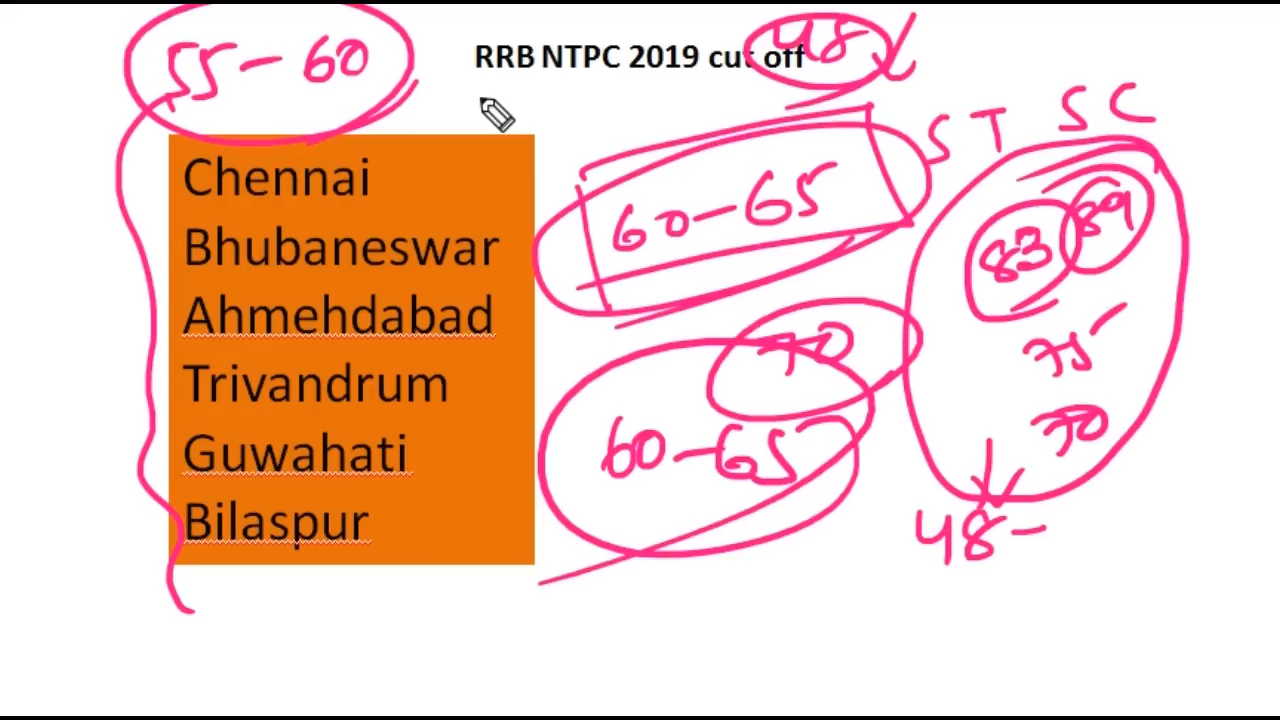 55-60
RRB NTPC 2019 cut off
48
ST SC
Chennai
60-65
83 89
Bhubaneswar
Ahmehdabad
70
75
Trivandrum
70
Guwahati
60-65
Bilaspur
48-